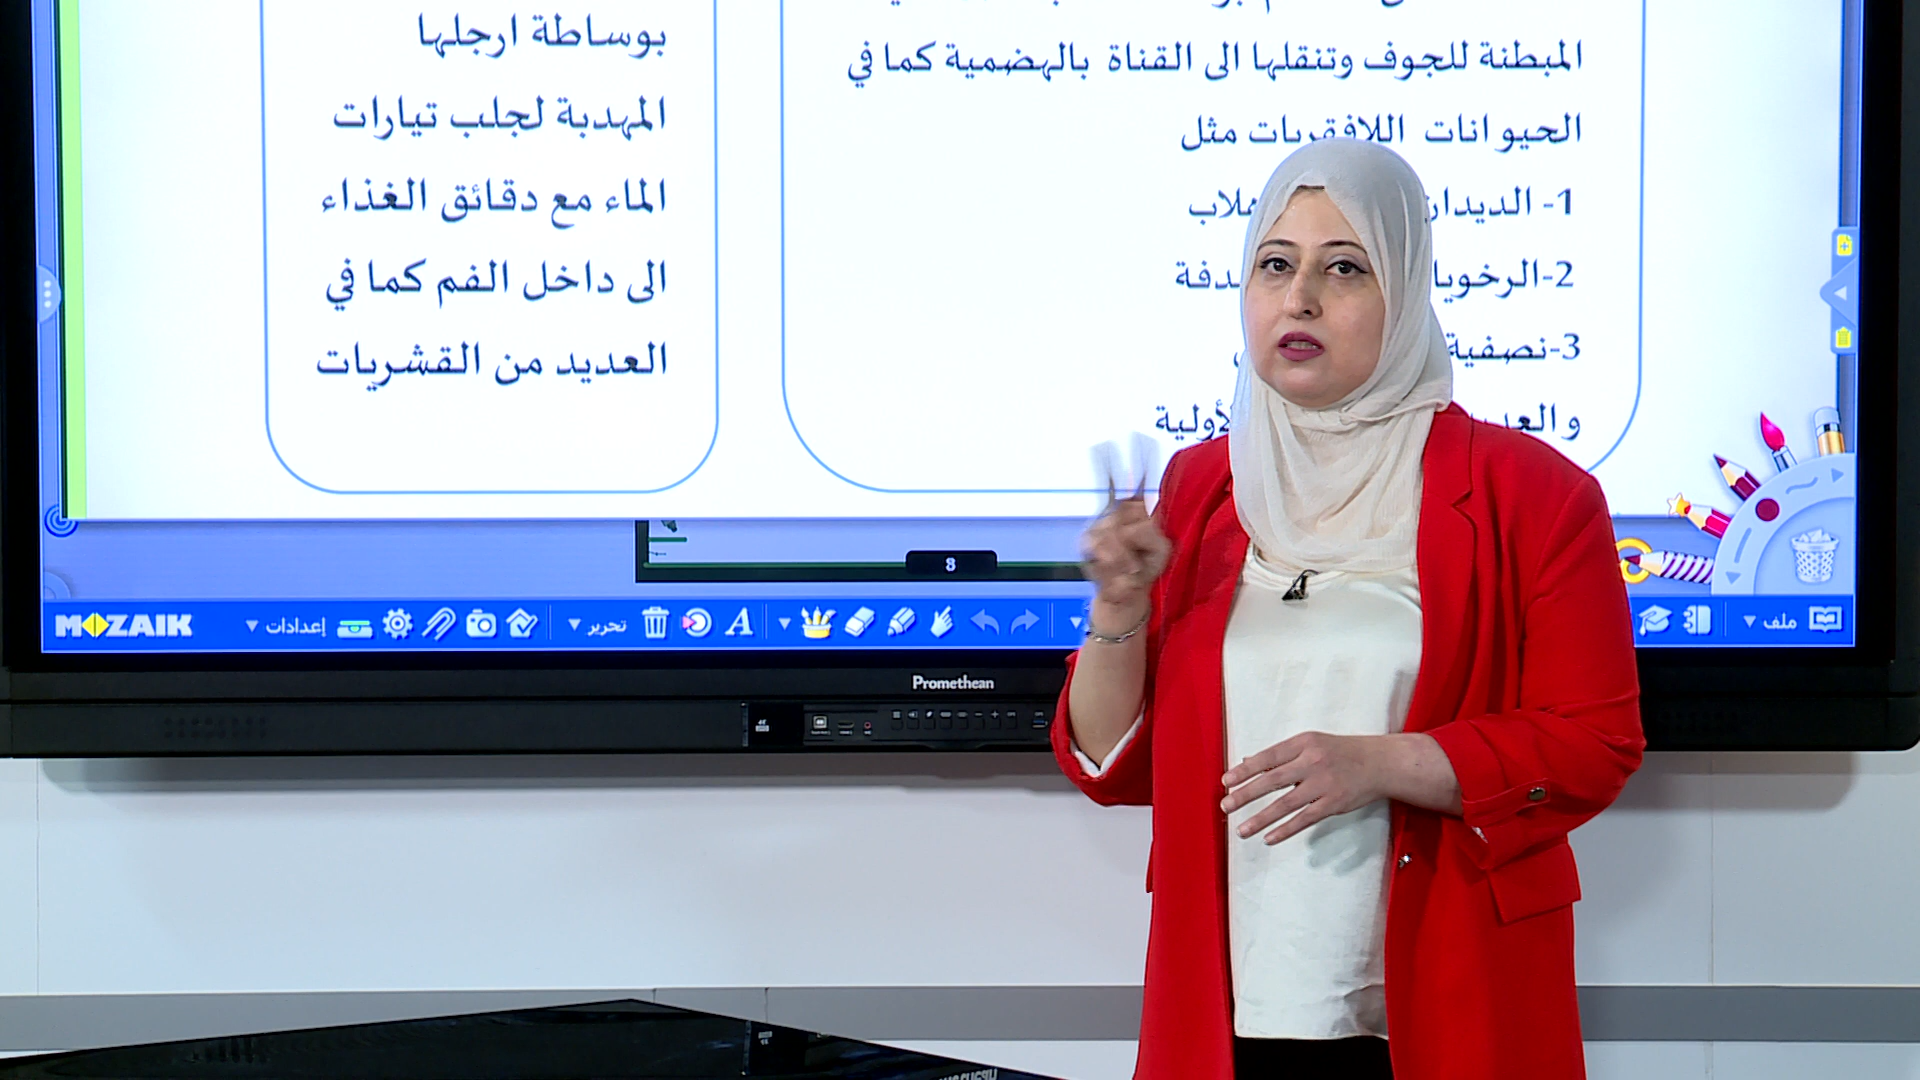 المبطنة للجوف وتنقلها الى القناة بالهضمية كما في
الحيوانات اللافقريات مثل
1- الديدان
2-الرخويا
3-نصفية
الأولية
بوساطة ارجلها
المهدبة لجلب تيارات
الماء مع دقائق الغذاء
الى داخل الفم كما في
العديد من القشريات
8
ملف
تحرير
إعدادات
MOZAIK
Promethean